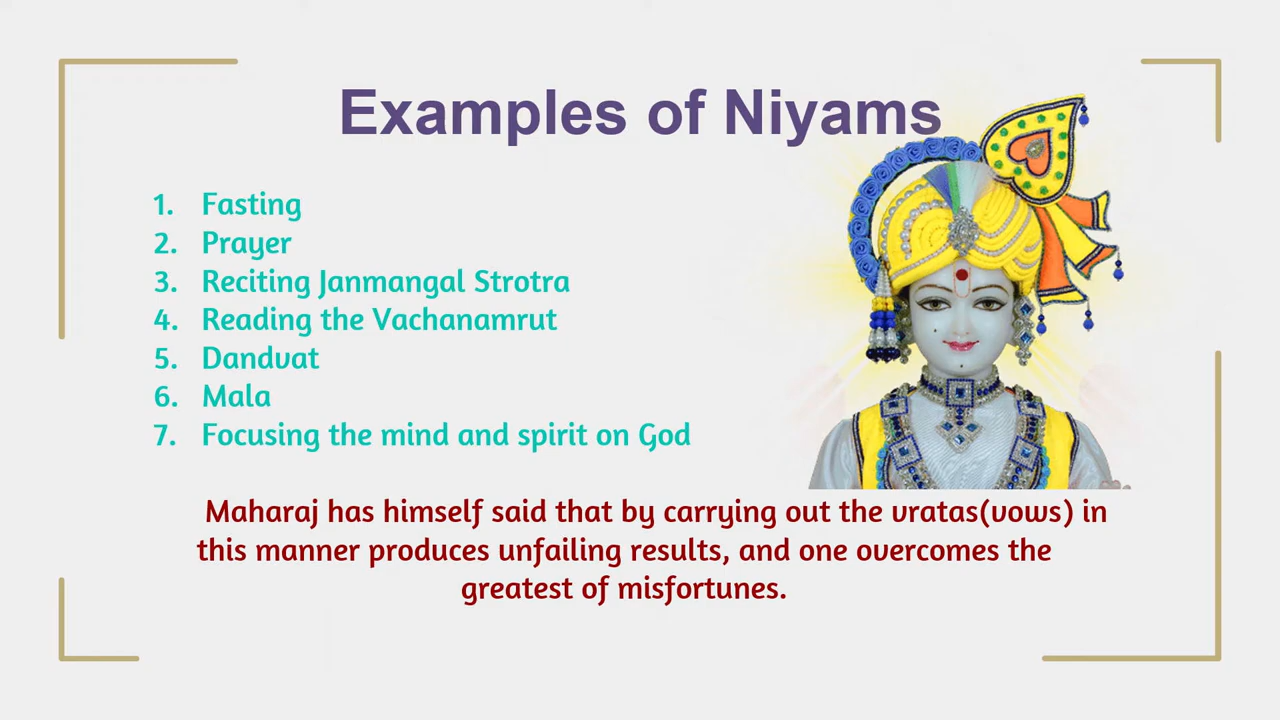 Examples of Niyams
1. Fasting
2. Prayer
3. Reciting Janmangal Strotra
4. Reading the Vachanamrut
5. Dandvat
6. Mala
7. Focusing the mind and spirit on God
Maharaj has himself said that by carrying out the vratas(vows) in
this manner produces unfailing results, and one overcomes the
greatest of misfortunes.